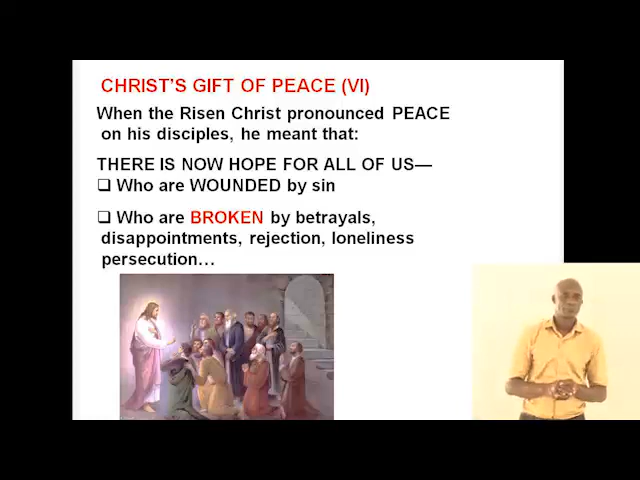 CHRIST'S GIFT OF PEACE (VI)
When the Risen Christ pronounced PEACE
on his disciples, he meant that:
THERE IS NOW HOPE FOR ALL OF US—
❑ Who are WOUNDED by sin
❑ Who are BROKEN by betrayals,
disappointments, rejection, loneliness
persecution…